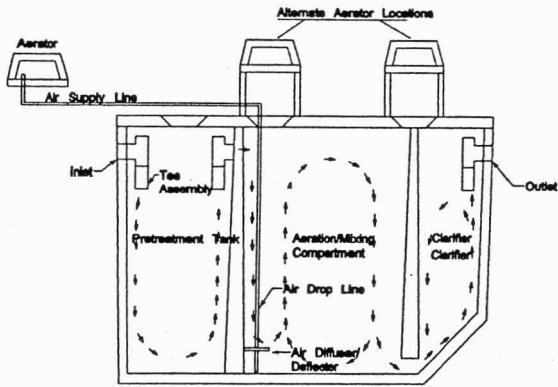 Alternate Aerator Locations
Aerator
Air Supply Line
Inlet
Tee
Assembly
Outlet
Pretreatment Tank
Aeration/Mixing
Compartment
Clarifier
Clarifier
Air Drop Line
Air Diffuser/
Deflector